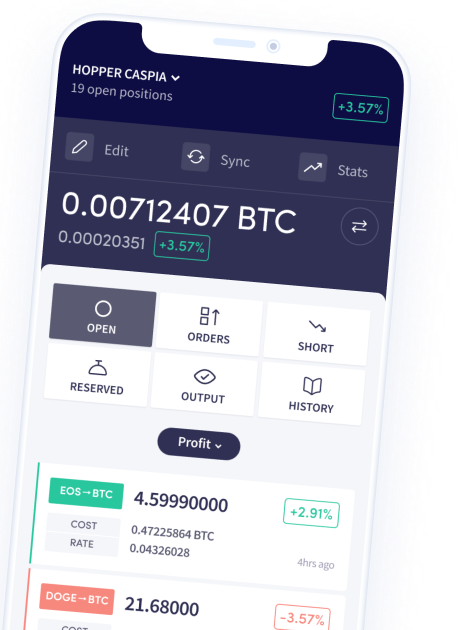 HOPPER CASPIA
19 open positions
+3.57%
Edit
Sync
Stats
0.00712407 BTC
0.00020351 +3.57%
OPEN
ORDERS
SHORT
RESERVED
OUTPUT
HISTORY
Profit
EOS→BTC
4.59990000
+2.91%
COST
0.47225864 BTC
RATE
0.04326028
4hrs ago
DOGE→BTC
21.68000
-3.57%
COST